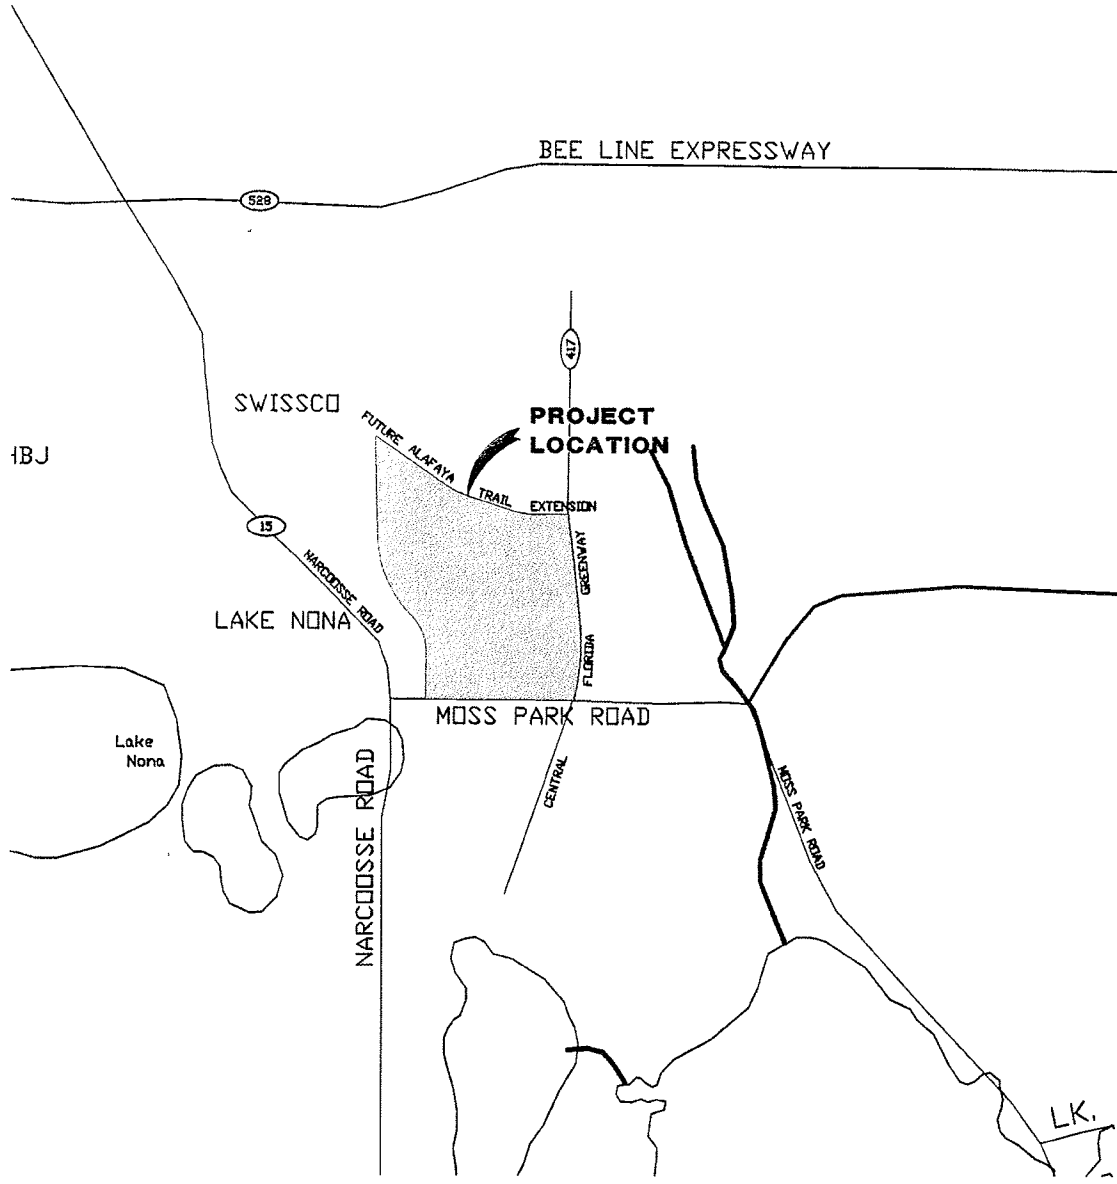 BEE LINE EXPRESSWAY
528
417
SWISSCO
PROJECT
LOCATION
FUTURE ALAFAYA TRAIL EXTENSION
HBJ
15
NARCOOSSE ROAD
GREENWAY
LAKE NONA
FLORIDA
MOSS PARK ROAD
Lake
Nona
CENTRAL
NARCOOSSE ROAD
MOSS PARK ROAD
LK.